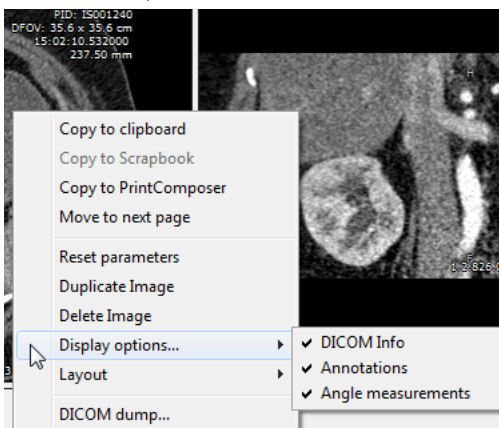 PID: IS001240
DFOV: 35.6 x 35.6 cm
15:02:10.532000
237.50 mm
H
F
Copy to clipboard
Copy to Scrapbook
Copy to PrintComposer
Move to next page
Reset parameters
Duplicate Image
Delete Image
Display options...
DICOM Info
Annotations
Angle measurements
Layout
DICOM dump...